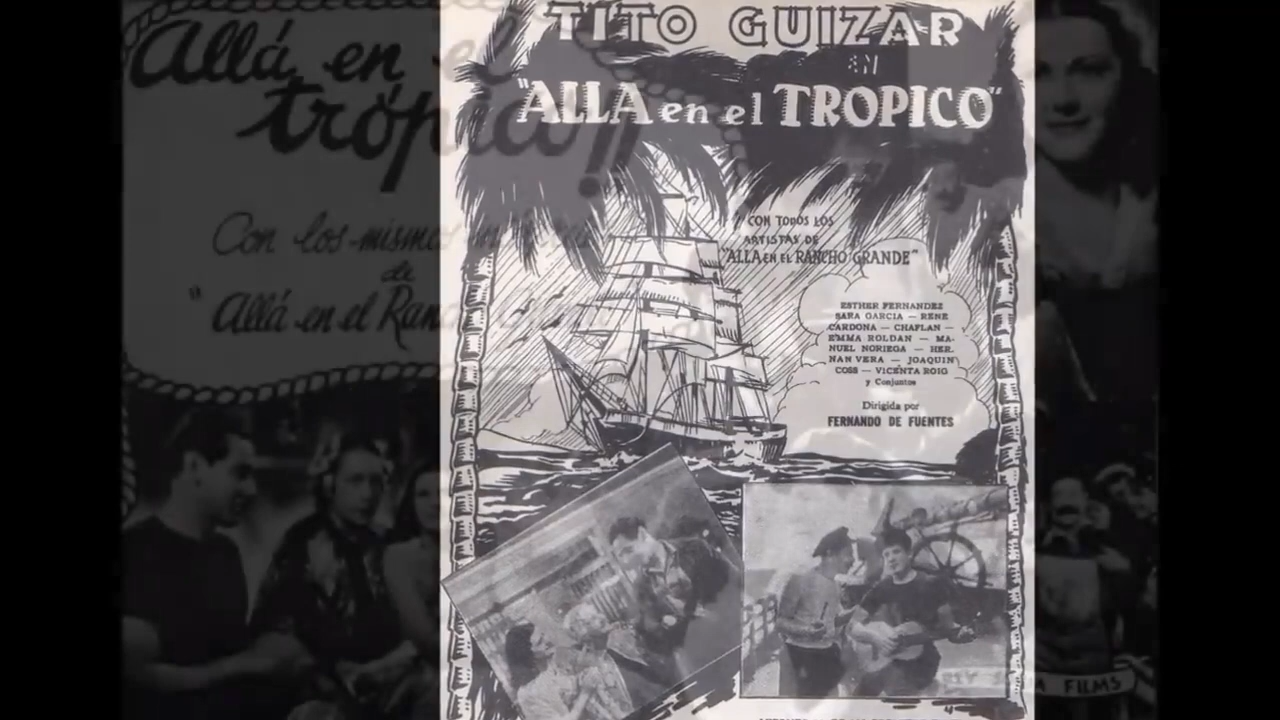 TITO GUIZAR
EN
"ALLA en el TROPICO"
CON TODOS LOS
ARTISTAS DE
"ALLA EN EL RANCHO GRANDE"
ESTHER FERNANDEZ
SARA GARCIA — RENE
CARDONA — CHAFLAN —
EMMA ROLDAN — MA-
NUEL NORIEGA — HER-
NAN VERA — JOAQUIN
COSS — VICENTA ROIG
y Conjuntos
Dirigida por
FERNANDO DE FUENTES
Allá en el
trópico!!
Con los mismos
de
"Allá en el
FILMS